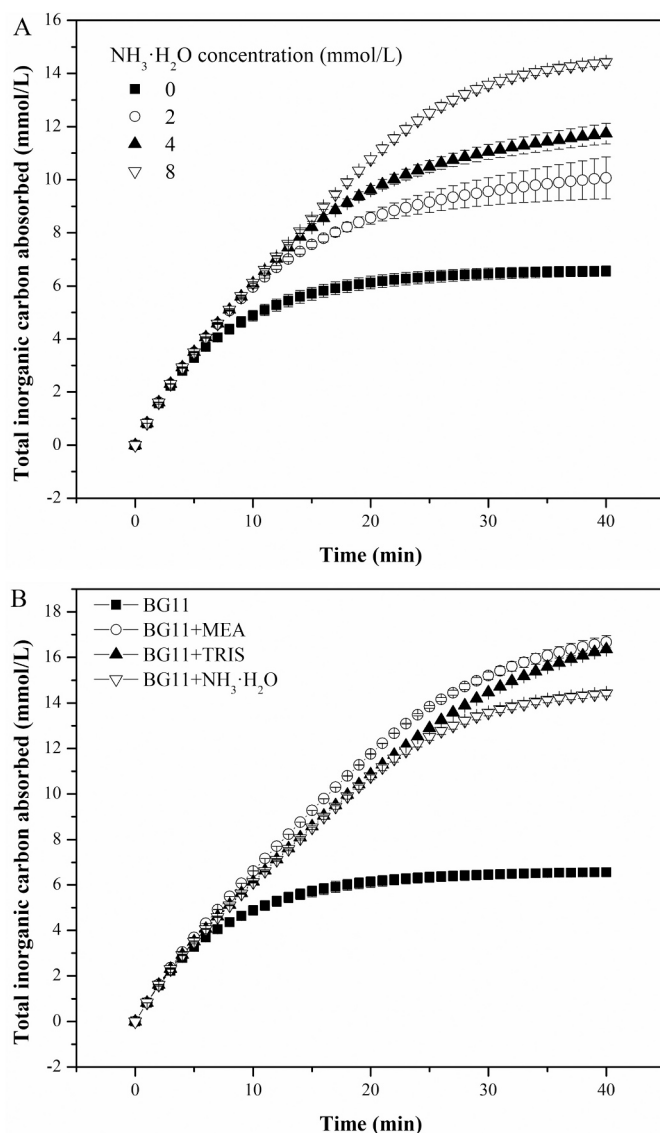 A
NH₃·H₂O concentration (mmol/L)
0
2
4
8
16
14
12
10
8
6
4
2
0
-2
Total inorganic carbon abosorbed (mmol/L)
0 10 20 30 40
Time (min)
B
BG11
BG11+MEA
BG11+TRIS
BG11+NH₃·H₂O
18
16
14
12
10
8
6
4
2
0
-2
Total inorganic carbon absorbed (mmol/L)
0 10 20 30 40
Time (min)